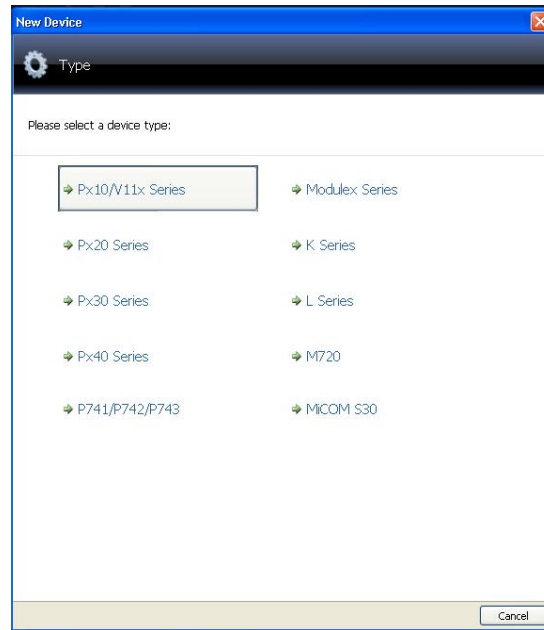 New Device
Type
Please select a device type:
Px10/V11x Series
Modulex Series
Px20 Series
K Series
Px30 Series
L Series
Px40 Series
M720
P741/P742/P743
MiCOM S30
Cancel